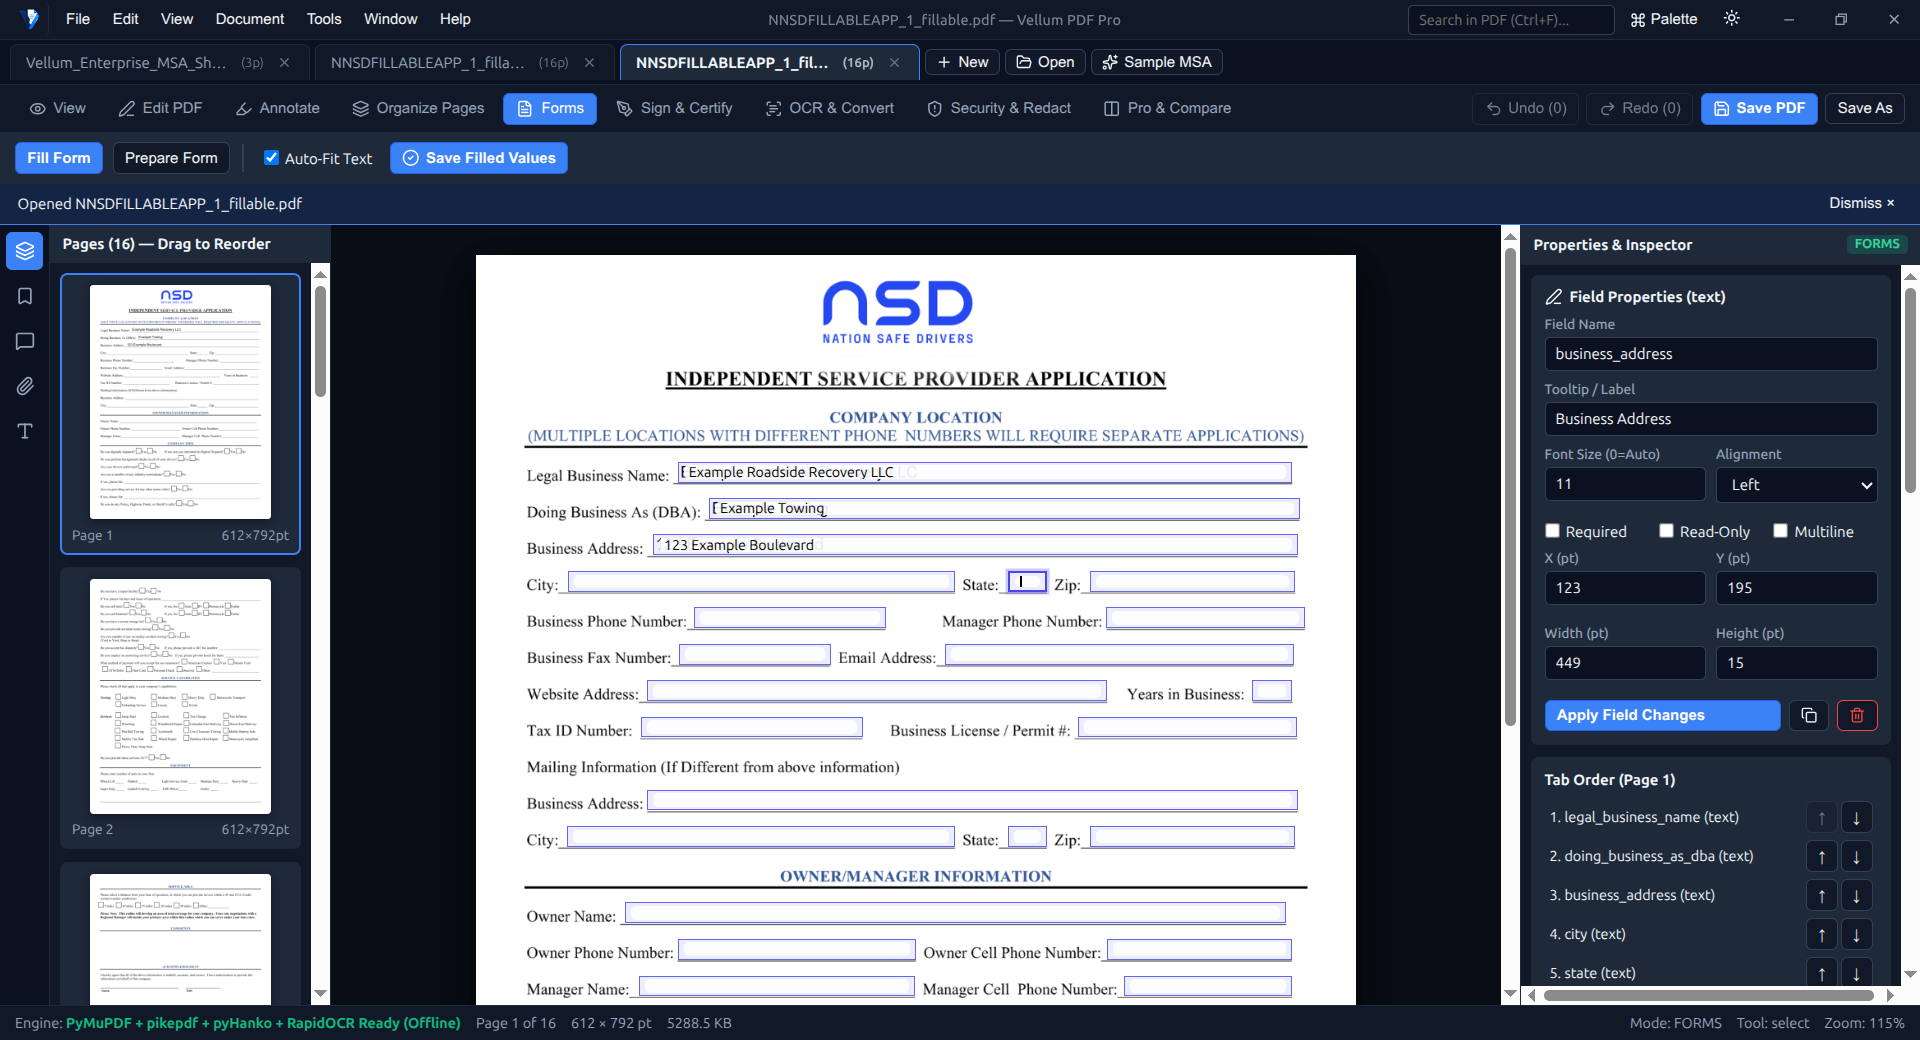 File Edit View Document Tools Window Help
NNSDFILLABLEAPP_1_fillable.pdf — Vellum PDF Pro
Search in PDF (Ctrl+F)...
⌘ Palette
Vellum_Enterprise_MSA_Sh... (3p) ×
NNSDFILLABLEAPP_1_filla... (16p) ×
NNSDFILLABLEAPP_1_fil... (16p) ×
+ New
Open
Sample MSA
View
Edit PDF
Annotate
Organize Pages
Forms
Sign & Certify
OCR & Convert
Security & Redact
Pro & Compare
Undo (0)
Redo (0)
Save PDF
Save As
Fill Form
Prepare Form
Auto-Fit Text
Save Filled Values
Opened NNSDFILLABLEAPP_1_fillable.pdf
Dismiss ×
Pages (16) — Drag to Reorder
Page 1 612×792pt
Page 2 612×792pt
nSD
NATION SAFE DRIVERS
INDEPENDENT SERVICE PROVIDER APPLICATION
COMPANY LOCATION
(MULTIPLE LOCATIONS WITH DIFFERENT PHONE NUMBERS WILL REQUIRE SEPARATE APPLICATIONS)
Legal Business Name: Example Roadside Recovery LLC
Doing Business As (DBA): Example Towing
Business Address: 123 Example Boulevard
City: State: Zip:
Business Phone Number: Manager Phone Number:
Business Fax Number: Email Address:
Website Address: Years in Business:
Tax ID Number: Business License / Permit #:
Mailing Information (If Different from above information)
Business Address:
City: State: Zip:
OWNER/MANAGER INFORMATION
Owner Name:
Owner Phone Number: Owner Cell Phone Number:
Manager Name: Manager Cell Phone Number:
Properties & Inspector
FORMS
Field Properties (text)
Field Name
business_address
Tooltip / Label
Business Address
Font Size (0=Auto) Alignment
11 Left
Required Read-Only Multiline
X (pt) Y (pt)
123 195
Width (pt) Height (pt)
449 15
Apply Field Changes
Tab Order (Page 1)
1. legal_business_name (text) ↑ ↓
2. doing_business_as_dba (text) ↑ ↓
3. business_address (text) ↑ ↓
4. city (text) ↑ ↓
5. state (text) ↑ ↓
Engine: PyMuPDF + pikepdf + pyHanko + RapidOCR Ready (Offline)
Page 1 of 16
612 × 792 pt
5288.5 KB
Mode: FORMS
Tool: select
Zoom: 115%